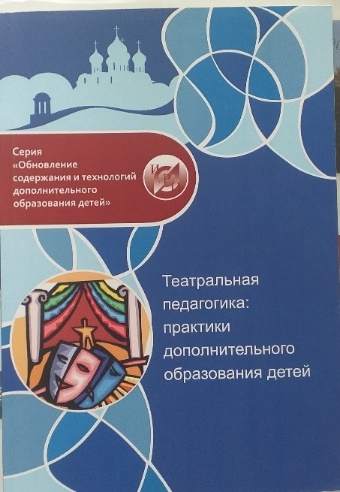 Серия
«Обновление
содержания и технологий
дополнительного
образования детей»
Театральная
педагогика:
практики
дополнительного
образования детей